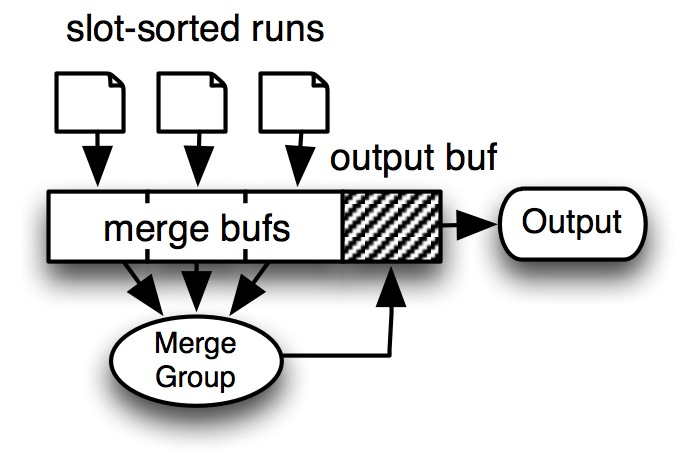 slot-sorted runs
output buf
merge bufs
Output
Merge
Group